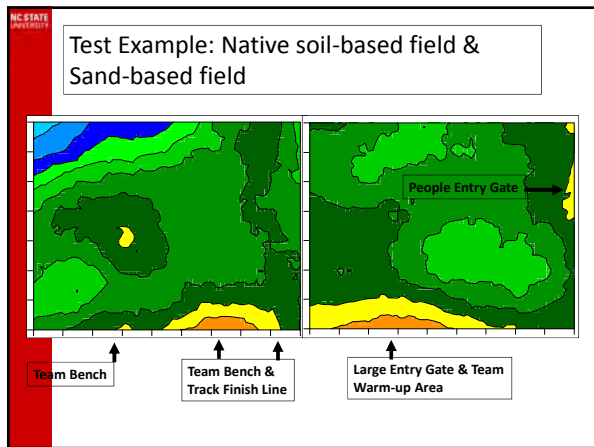 NC STATE
UNIVERSITY
Test Example: Native soil-based field &
Sand-based field
People Entry Gate
Team Bench
Team Bench &
Track Finish Line
Large Entry Gate & Team
Warm-up Area